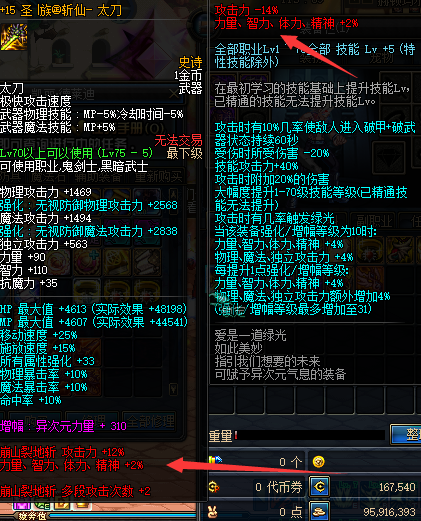 +15 圣·族@斩仙- 太刀
史诗
1金币
太刀
武器
极快攻击速度
武器物理技能：MP-5%冷却时间-5%
武器魔法技能：MP+5%
无法交易
Lv70以上可以使用 (Lv75 - 5)
最下级
可使用职业,鬼剑士,黑暗武士
物理攻击力 +1469
强化：无视防御物理攻击力 +2568
魔法攻击力 +1494
强化：无视防御魔法攻击力 +2838
独立攻击力 +563
力量 +90
智力 +110
抗魔力 +35
HP 最大值 +4613 (实际效果 +48198)
MP 最大值 +4607 (实际效果 +44541)
移动速度 +25%
施放速度 +15%
所有属性强化 +33
物理暴击率 +10%
魔法暴击率 +10%
命中率 +10%
增幅：异次元力量 + 310
崩山裂地斩 攻击力 +12%
力量、智力、体力、精神 +2%
崩山裂地斩 多段攻击次数 +2
攻击力 -14%
力量、智力、体力、精神 +2%
全部技能 Lv +5 (特
性技能除外)
在最初学习的技能基础上提升技能Lv，
已精通的技能无法提升技能Lv。
攻击时有10%几率使敌人进入破甲+破武
器状态持续60秒
受伤时所受伤害 -20%
技能攻击力+40%
攻击时附加20%的伤害
大幅度提升1-70级技能等级(已精通技
能无法提升)
攻击时有几率触发绿光
当该装备强化/增幅等级为10时：
力量、智力、体力、精神 +4%
物理、魔法、独立攻击力 +4%
每提升1点强化/增幅等级：
力量、智力、体力、精神 +4%
物理、魔法、独立攻击力额外增加4%
(强化/增幅等级最多增加至31)
爱是一道绿光
如此美妙
指引我们想要的未来
可赋予异次元气息的装备
重量!
整
0 个
0 代币券
167,540
0 点
95,916,393
疲劳值